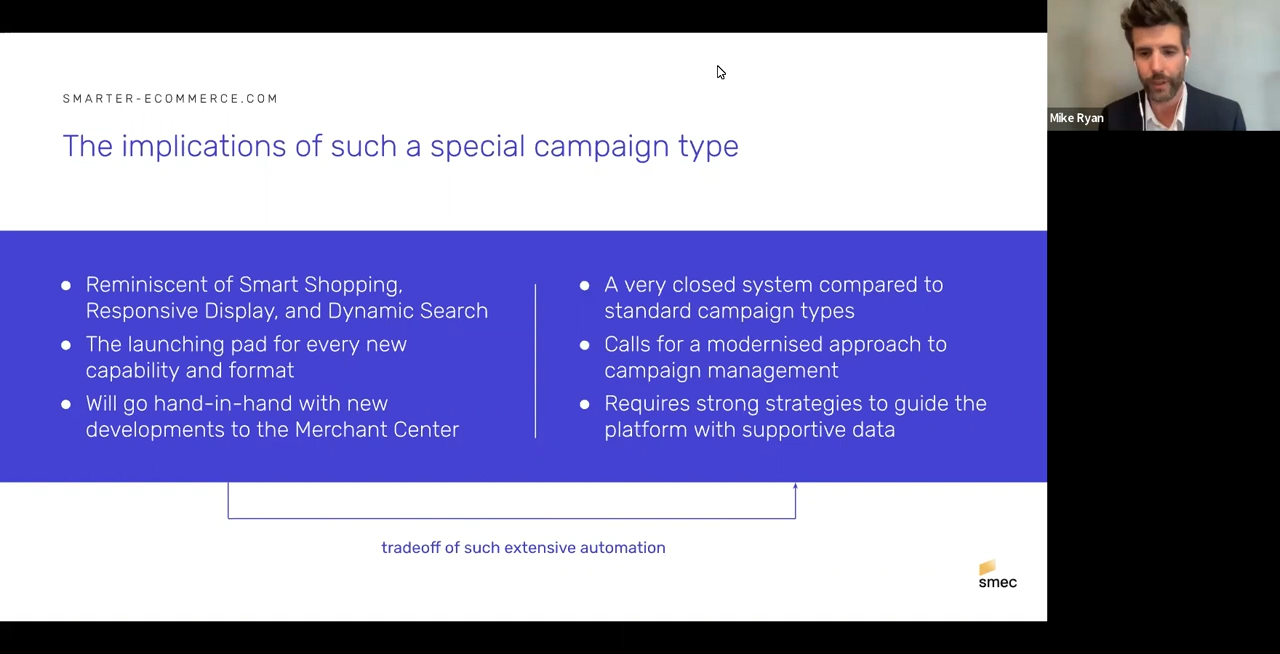 SMARTER-ECOMMERCE.COM
The implications of such a special campaign type
● Reminiscent of Smart Shopping,
Responsive Display, and Dynamic Search
● The launching pad for every new
capability and format
● Will go hand-in-hand with new
developments to the Merchant Center
● A very closed system compared to
standard campaign types
● Calls for a modernised approach to
campaign management
● Requires strong strategies to guide the
platform with supportive data
tradeoff of such extensive automation
smec
Mike Ryan